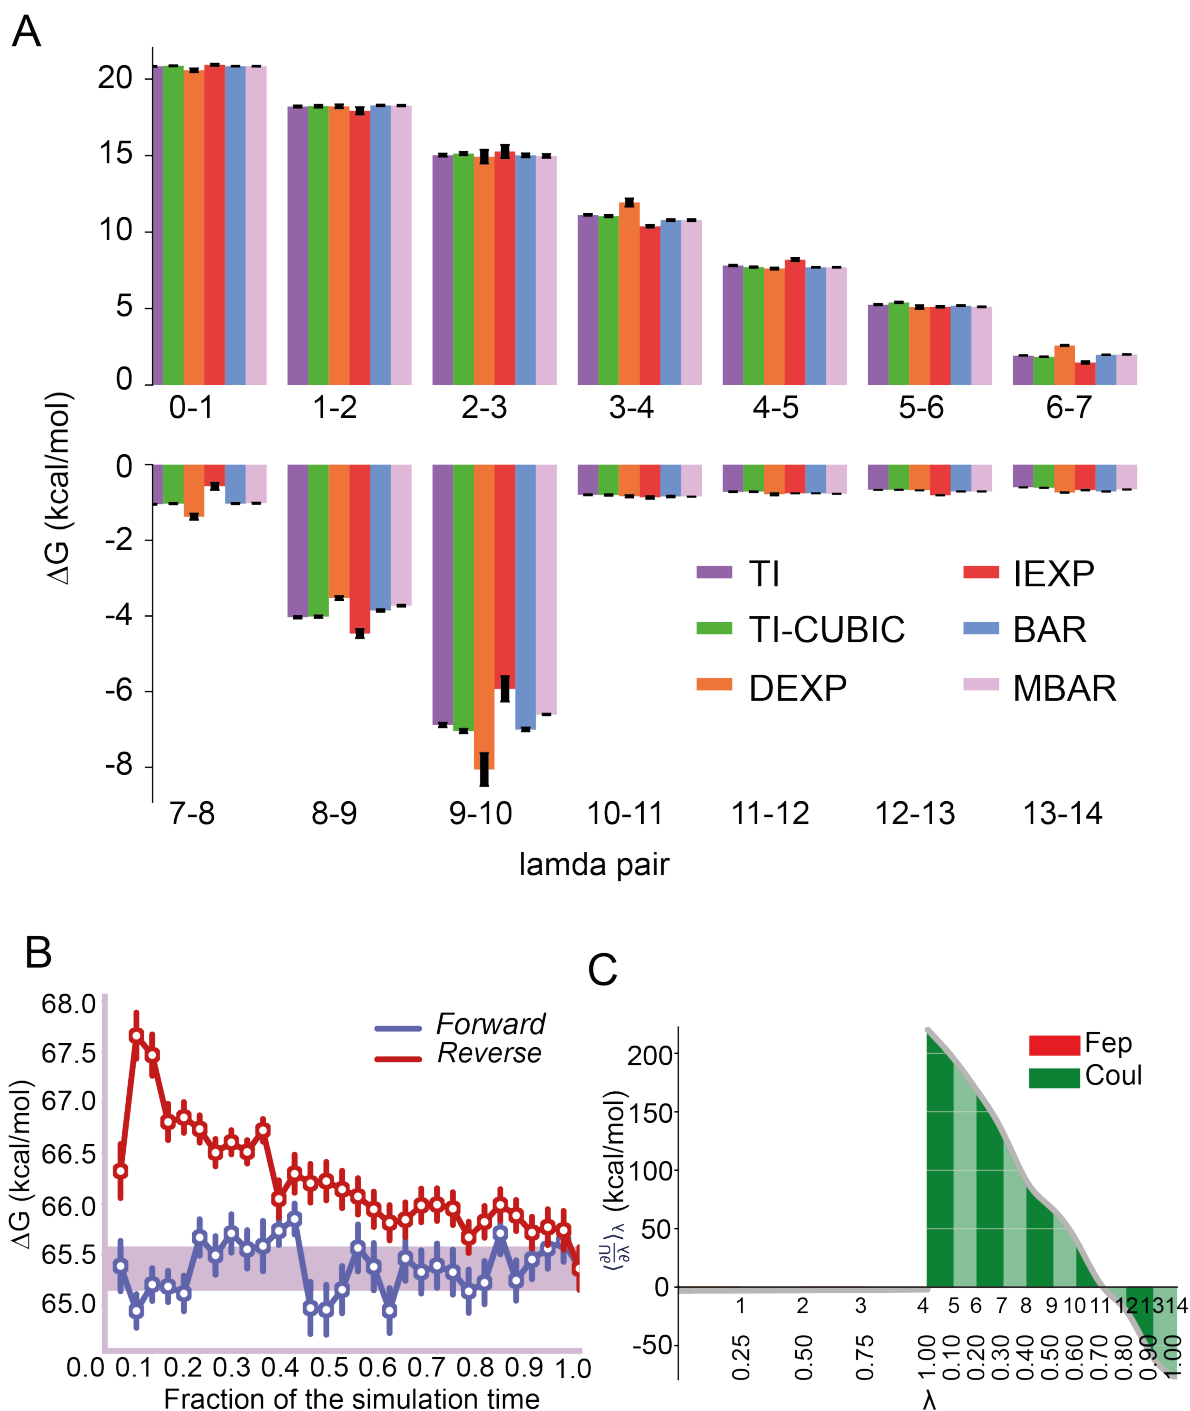 A
20
15
10
5
0
0-1 1-2 2-3 3-4 4-5 5-6 6-7
ΔG (kcal/mol)
0
-2
-4
-6
-8
TI IEXP
TI-CUBIC BAR
DEXP MBAR
7-8 8-9 9-10 10-11 11-12 12-13 13-14
lamda pair
B
68.0
67.5
67.0
66.5
66.0
65.5
65.0
ΔG (kcal/mol)
Forward
Reverse
0.0 0.1 0.2 0.3 0.4 0.5 0.6 0.7 0.8 0.9 1.0
Fraction of the simulation time
C
200
150
100
50
0
-50
⟨∂U/∂λ⟩λ (kcal/mol)
Fep
Coul
1 2 3 4 5 6 7 8 9 10 11 12 13 14
0.25 0.50 0.75 1.00 0.10 0.20 0.30 0.40 0.50 0.60 0.70 0.80 0.90 1.00
λ